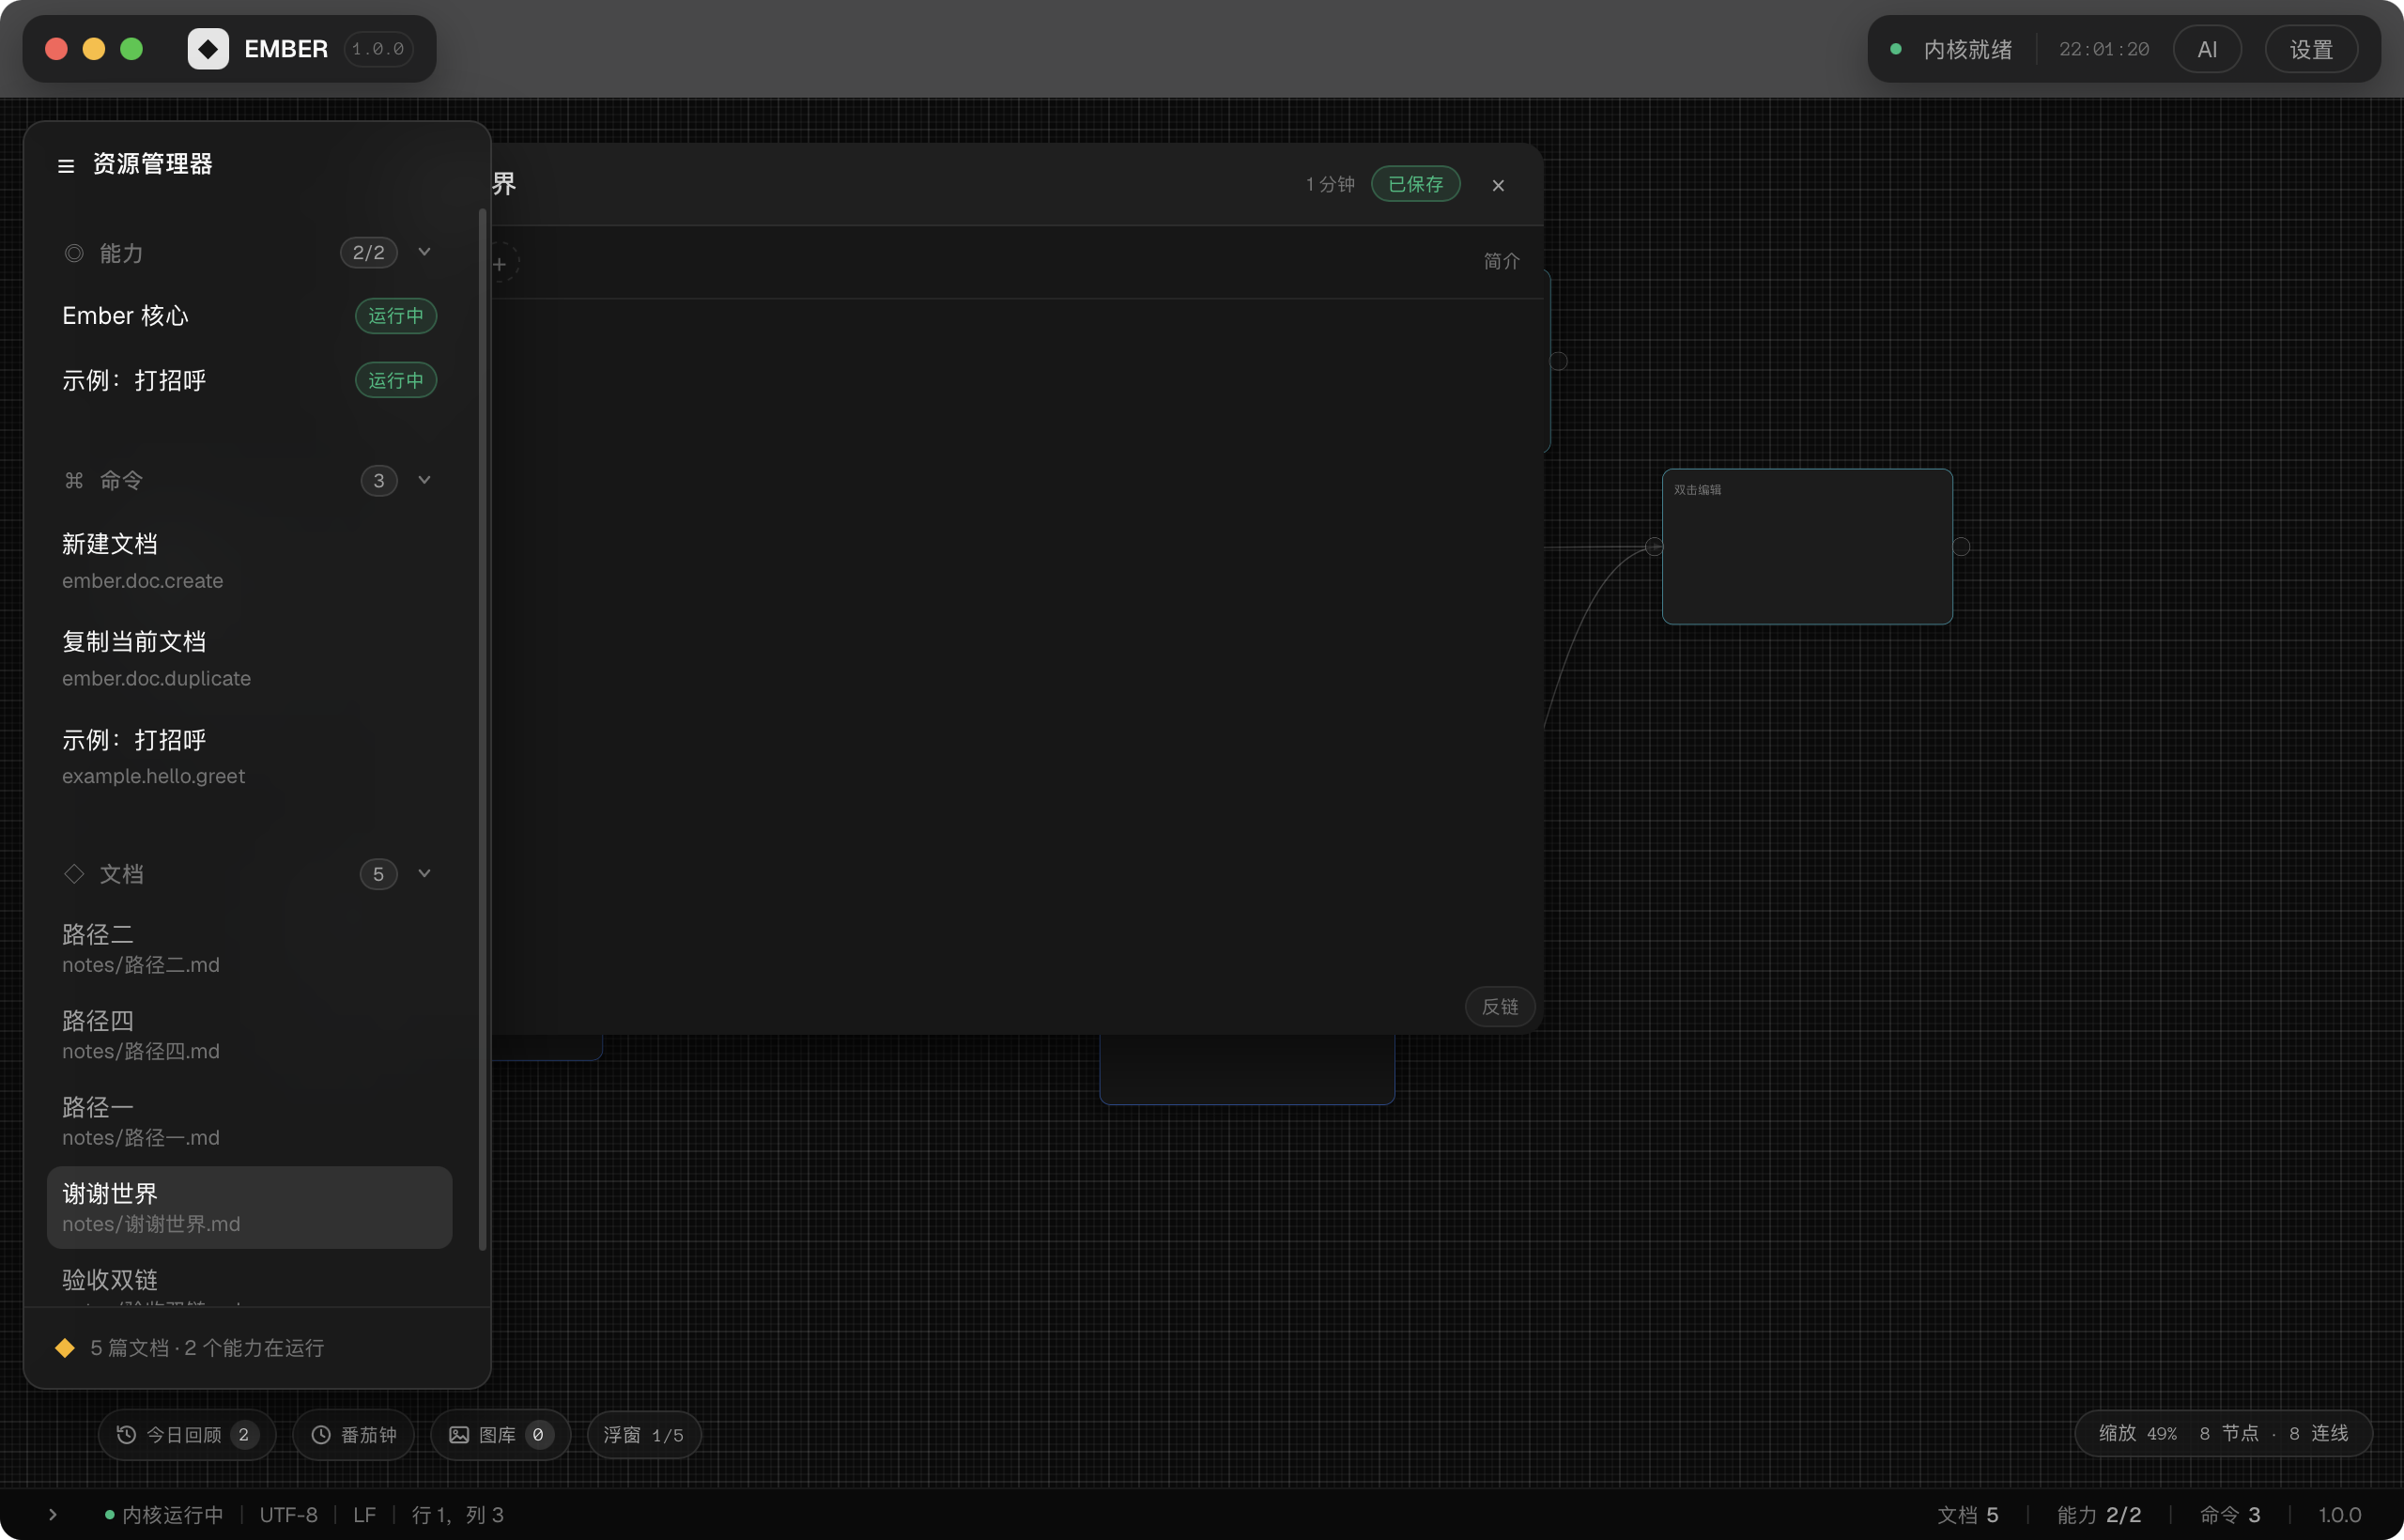 EMBER 1.0.0
内核就绪 22:01:20 AI 设置
资源管理器
能力 2/2
Ember 核心 运行中
示例：打招呼 运行中
命令 3
新建文档
ember.doc.create
复制当前文档
ember.doc.duplicate
示例：打招呼
example.hello.greet
文档 5
路径二
notes/路径二.md
路径四
notes/路径四.md
路径一
notes/路径一.md
谢谢世界
notes/谢谢世界.md
验收双链
5 篇文档 · 2 个能力在运行
界 1 分钟 已保存 ×
+ 简介
反链
双击编辑
今日回顾 2 番茄钟 图库 0 浮窗 1/5
缩放 49% 8 节点 · 8 连线
内核运行中 UTF-8 LF 行 1，列 3
文档 5 能力 2/2 命令 3 1.0.0